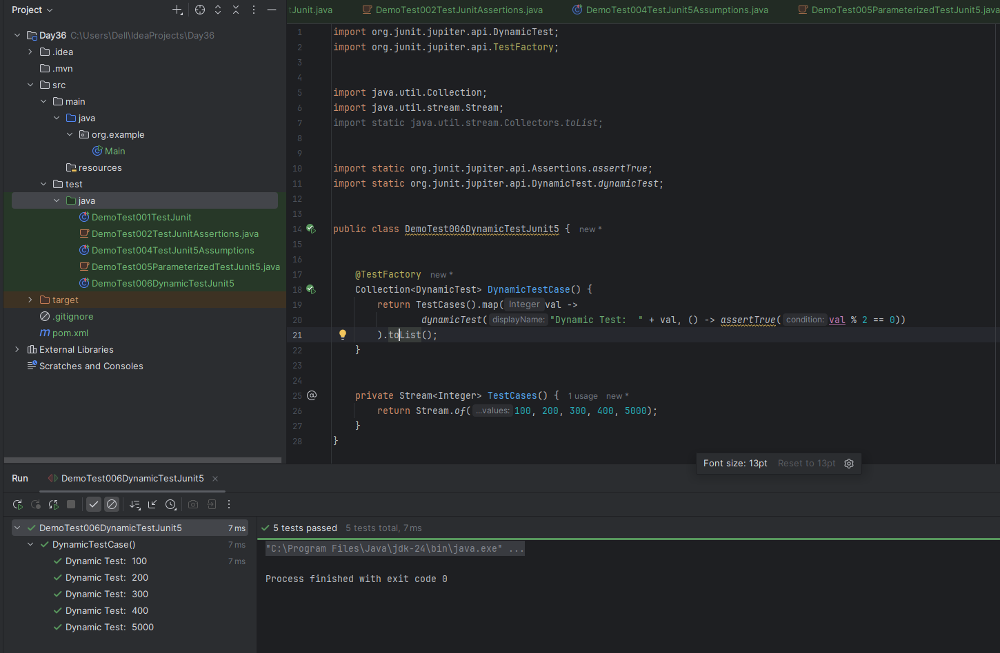 Project
Day36 C:\Users\Dell\IdeaProjects\Day36
.idea
.mvn
src
main
java
org.example
Main
resources
test
java
DemoTest001TestJunit
DemoTest002TestJunitAssertions.java
DemoTest004TestJunit5Assumptions
DemoTest005ParameterizedTestJunit5.java
DemoTest006DynamicTestJunit5
target
.gitignore
pom.xml
External Libraries
Scratches and Consoles
tJunit.java DemoTest002TestJunitAssertions.java DemoTest004TestJunit5Assumptions.java DemoTest005ParameterizedTestJunit5.java
1 import org.junit.jupiter.api.DynamicTest;
2 import org.junit.jupiter.api.TestFactory;
3
4
5 import java.util.Collection;
6 import java.util.stream.Stream;
7 import static java.util.stream.Collectors.toList;
8
9
10 import static org.junit.jupiter.api.Assertions.assertTrue;
11 import static org.junit.jupiter.api.DynamicTest.dynamicTest;
12
13
14 public class DemoTest006DynamicTestJunit5 { new *
15
16
17 @TestFactory new *
18 Collection<DynamicTest> DynamicTestCase() {
19 return TestCases().map( Integer val ->
20 dynamicTest( displayName: "Dynamic Test:  " + val, () -> assertTrue( condition: val % 2 == 0))
21 ).toList();
22 }
23
24
25 @ private Stream<Integer> TestCases() { 1 usage new *
26 return Stream.of( ...values: 100, 200, 300, 400, 5000);
27 }
28 }
Font size: 13pt Reset to 13pt
Run DemoTest006DynamicTestJunit5
DemoTest006DynamicTestJunit5 7 ms
DynamicTestCase() 7 ms
Dynamic Test:  100 7 ms
Dynamic Test:  200
Dynamic Test:  300
Dynamic Test:  400
Dynamic Test:  5000
5 tests passed 5 tests total, 7 ms
"C:\Program Files\Java\jdk-24\bin\java.exe" ...
Process finished with exit code 0